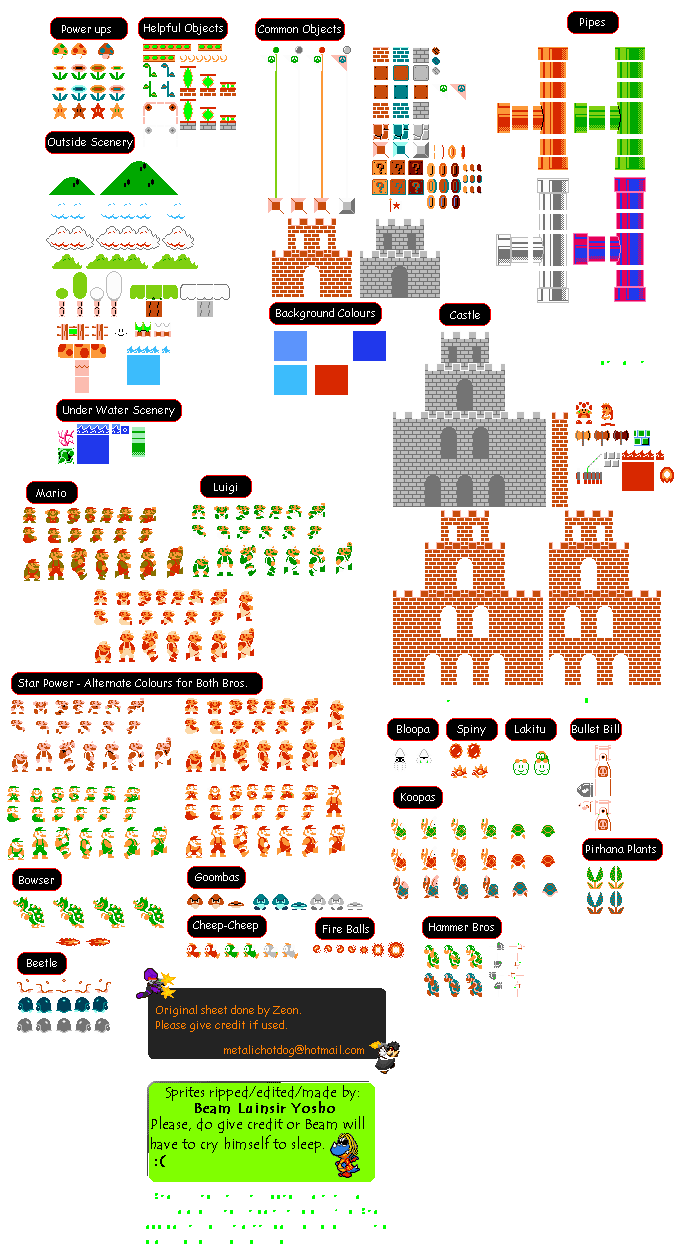 Power ups
Helpful Objects
Common Objects
Pipes
Outside Scenery
Background Colours
Castle
Under Water Scenery
Mario
Luigi
Star Power - Alternate Colours for Both Bros.
Bloopa
Spiny
Lakitu
Bullet Bill
Koopas
Pirhana Plants
Bowser
Goombas
Cheep-Cheep
Fire Balls
Hammer Bros
Beetle
Original sheet done by Zeon.
Please give credit if used.
metalichotdog@hotmail.com
Sprites ripped/edited/made by:
Beam Luinsir Yosho
Please, do give credit or Beam will
have to cry himself to sleep.
:(